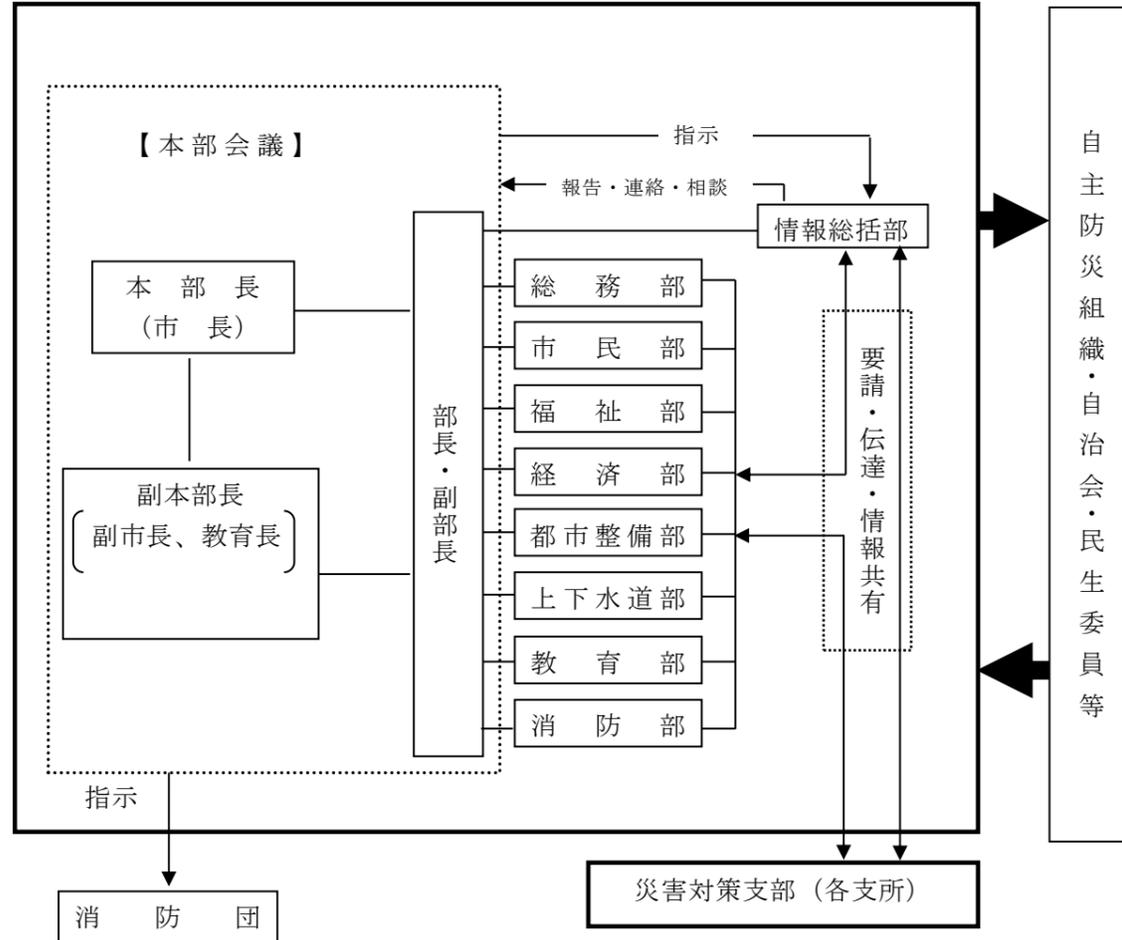 【本部会議】
指示
報告・連絡・相談
情報総括部
本部長
（市長）
副本部長
副市長、教育長
部長・副部長
総務部
市民部
福祉部
経済部
都市整備部
上下水道部
教育部
消防部
要請・伝達・情報共有
自主防災組織・自治会・民生委員等
指示
消防団
災害対策支部（各支所）